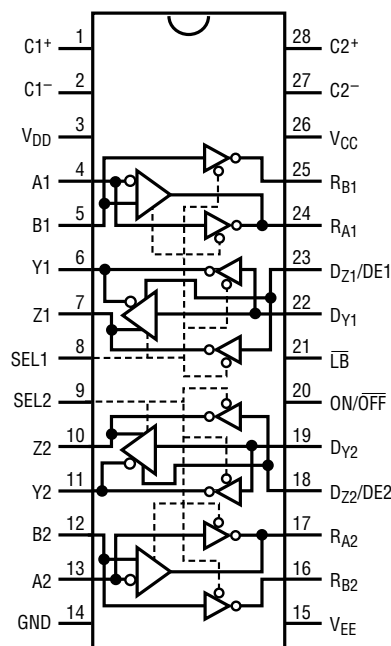 C1+ 1 28 C2+
C1− 2 27 C2−
VDD 3 26 VCC
A1 4 25 RB1
B1 5 24 RA1
Y1 6 23 DZ1/DE1
Z1 7 22 DY1
SEL1 8 21 L̅B̅
SEL2 9 20 ON/O̅F̅F̅
Z2 10 19 DY2
Y2 11 18 DZ2/DE2
B2 12 17 RA2
A2 13 16 RB2
GND 14 15 VEE